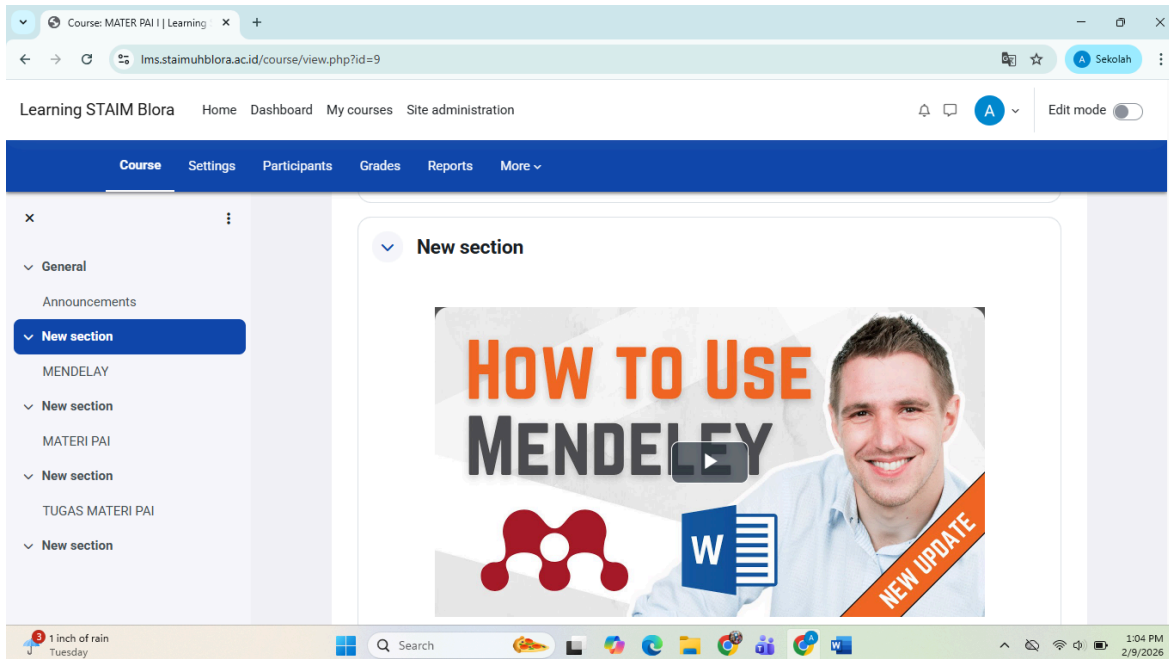 Course: MATER PAI I | Learning
lms.staimuhblora.ac.id/course/view.php?id=9
A Sekolah
Learning STAIM Blora Home Dashboard My courses Site administration A Edit mode
Course Settings Participants Grades Reports More
General
Announcements
New section
MENDELAY
New section
MATERI PAI
New section
TUGAS MATERI PAI
New section
New section
HOW TO USE
MENDELEY
W
NEW UPDATE
3 1 inch of rain
Tuesday
Search
1:04 PM
2/9/2026